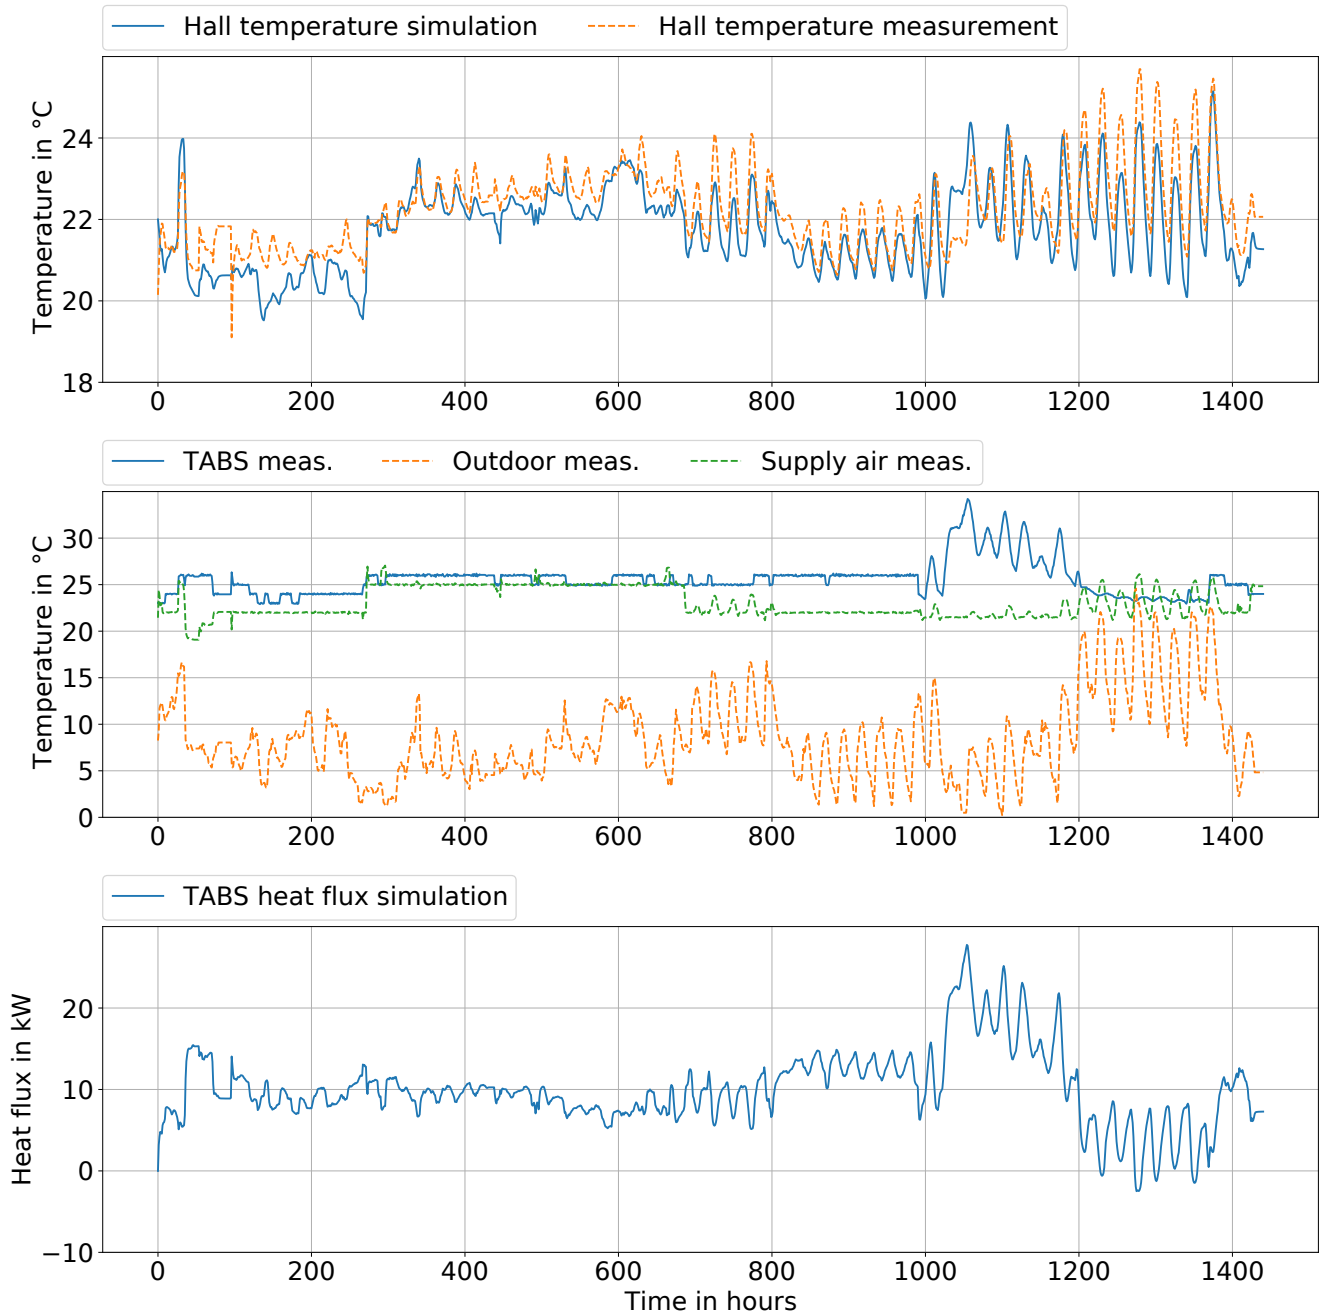 Hall temperature simulation Hall temperature measurement
Temperature in °C
24
22
20
18
0 200 400 600 800 1000 1200 1400
TABS meas. Outdoor meas. Supply air meas.
Temperature in °C
30
25
20
15
10
5
0
0 200 400 600 800 1000 1200 1400
TABS heat flux simulation
Heat flux in kW
20
10
0
−10
0 200 400 600 800 1000 1200 1400
Time in hours